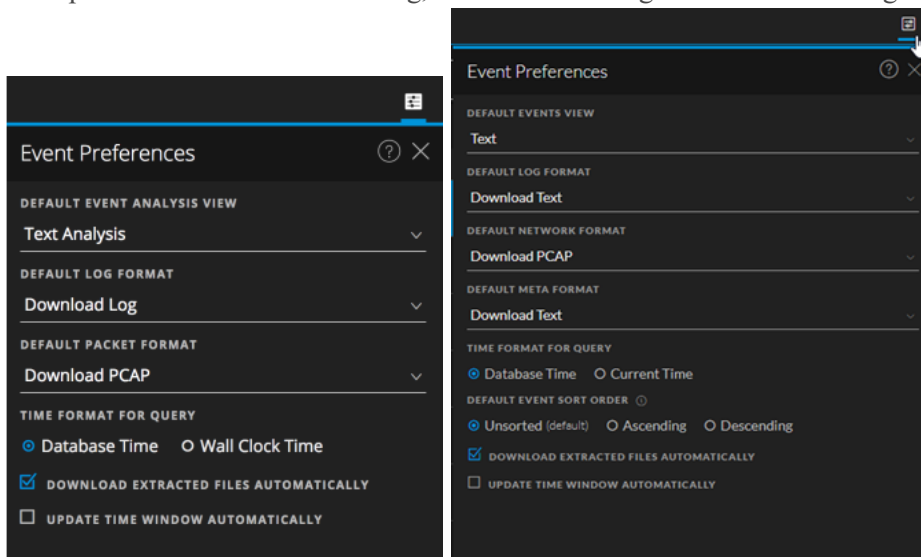 Event Preferences
DEFAULT EVENT ANALYSIS VIEW
Text Analysis
DEFAULT LOG FORMAT
Download Log
DEFAULT PACKET FORMAT
Download PCAP
TIME FORMAT FOR QUERY
Database Time Wall Clock Time
DOWNLOAD EXTRACTED FILES AUTOMATICALLY
UPDATE TIME WINDOW AUTOMATICALLY
Event Preferences
DEFAULT EVENTS VIEW
Text
DEFAULT LOG FORMAT
Download Text
DEFAULT NETWORK FORMAT
Download PCAP
DEFAULT META FORMAT
Download Text
TIME FORMAT FOR QUERY
Database Time Current Time
DEFAULT EVENT SORT ORDER
Unsorted (default) Ascending Descending
DOWNLOAD EXTRACTED FILES AUTOMATICALLY
UPDATE TIME WINDOW AUTOMATICALLY